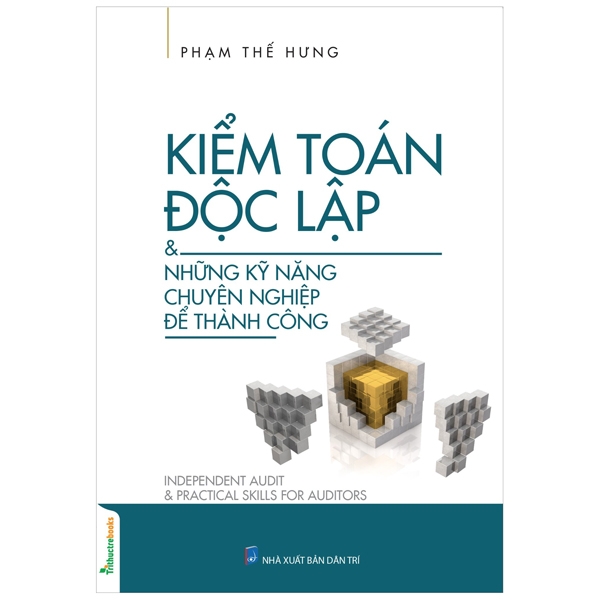 PHẠM THẾ HƯNG
KIỂM TOÁN
ĐỘC LẬP
&
NHỮNG KỸ NĂNG
CHUYÊN NGHIỆP
ĐỂ THÀNH CÔNG
INDEPENDENT AUDIT
& PRACTICAL SKILLS FOR AUDITORS
Trithuctrebooks
NHÀ XUẤT BẢN DÂN TRÍ